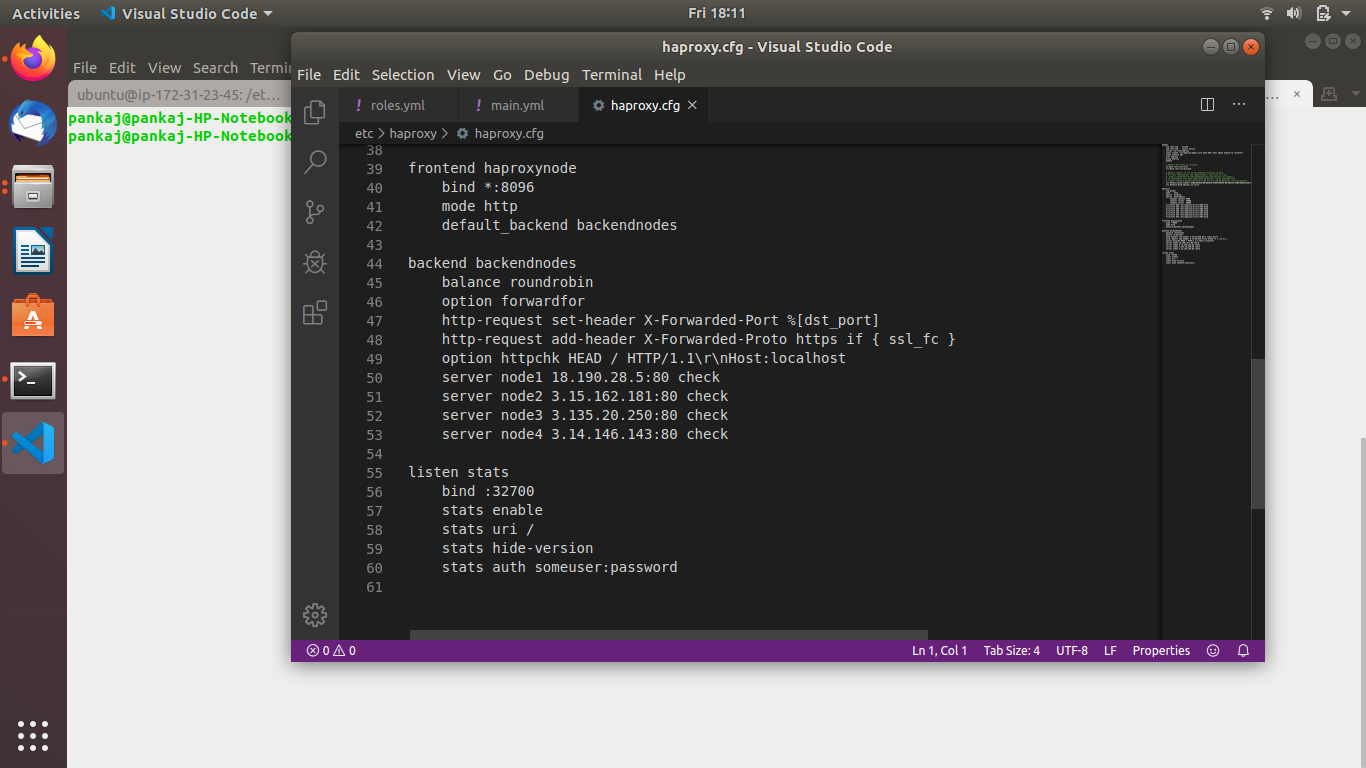 Activities Visual Studio Code Fri 18:11
haproxy.cfg - Visual Studio Code
File Edit View Search Termin
File Edit Selection View Go Debug Terminal Help
ubuntu@ip-172-31-23-45: /et…
roles.yml main.yml haproxy.cfg
pankaj@pankaj-HP-Notebook
pankaj@pankaj-HP-Notebook
etc > haproxy > haproxy.cfg
38
39 frontend haproxynode
40     bind *:8096
41     mode http
42     default_backend backendnodes
43
44 backend backendnodes
45     balance roundrobin
46     option forwardfor
47     http-request set-header X-Forwarded-Port %[dst_port]
48     http-request add-header X-Forwarded-Proto https if { ssl_fc }
49     option httpchk HEAD / HTTP/1.1\r\nHost:localhost
50     server node1 18.190.28.5:80 check
51     server node2 3.15.162.181:80 check
52     server node3 3.135.20.250:80 check
53     server node4 3.14.146.143:80 check
54
55 listen stats
56     bind :32700
57     stats enable
58     stats uri /
59     stats hide-version
60     stats auth someuser:password
61
0 0 Ln 1, Col 1 Tab Size: 4 UTF-8 LF Properties